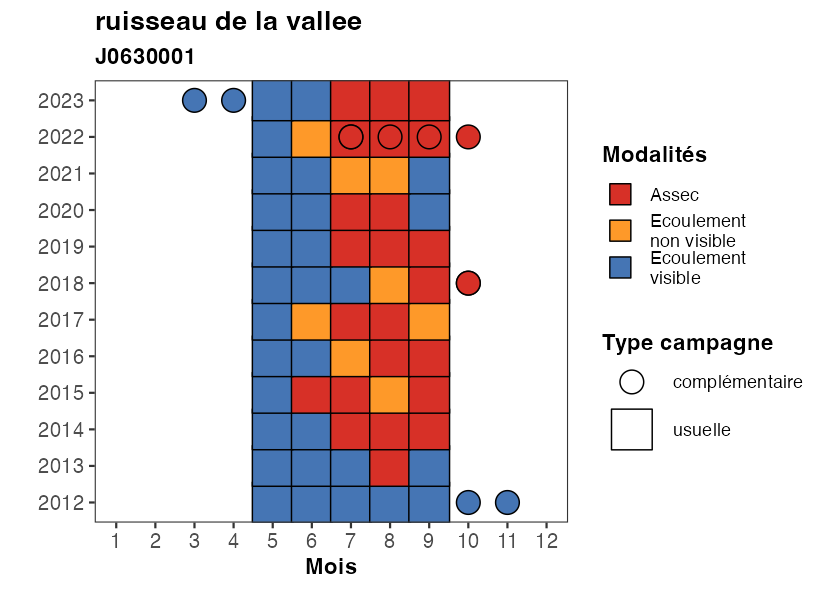 ruisseau de la vallee
J0630001
2023
2022
2021
2020
2019
2018
2017
2016
2015
2014
2013
2012
1 2 3 4 5 6 7 8 9 10 11 12
Mois
Modalités
Assec
Ecoulement
non visible
Ecoulement
visible
Type campagne
complémentaire
usuelle